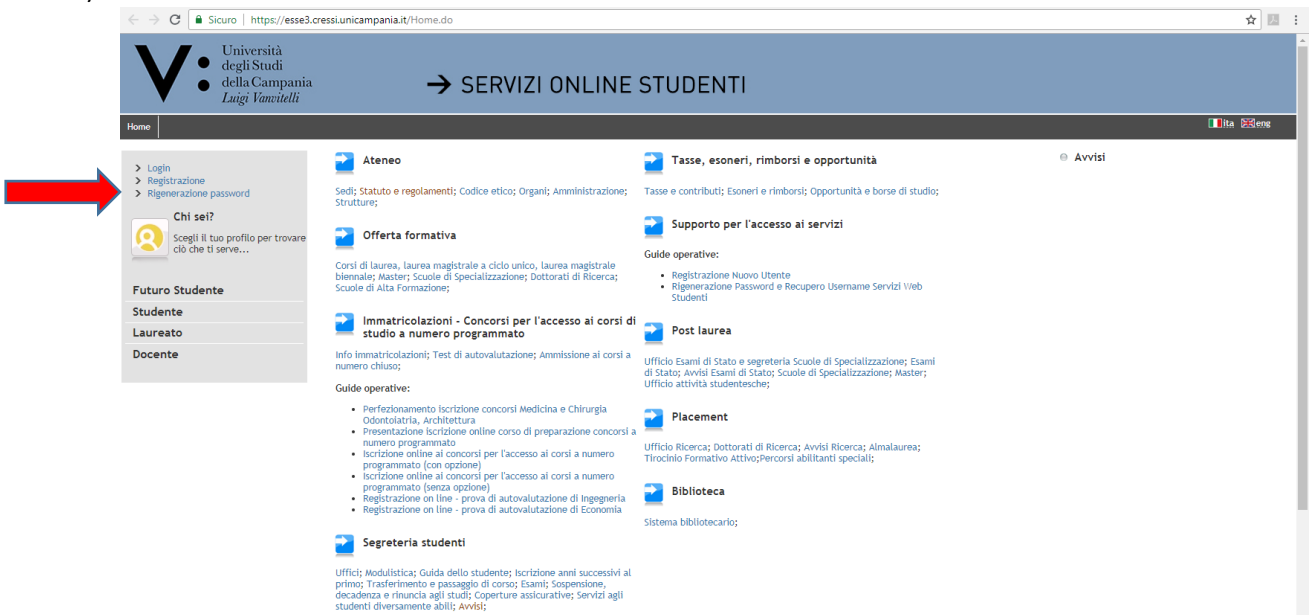 Sicuro | https://esse3.cressi.unicampania.it/Home.do
Università
degli Studi
della Campania
Luigi Vanvitelli
V:
→ SERVIZI ONLINE STUDENTI
Home
ita eng
> Login
> Registrazione
> Rigenerazione password
Chi sei?
Scegli il tuo profilo per trovare
ciò che ti serve...
Futuro Studente
Studente
Laureato
Docente
Ateneo
Sedi; Statuto e regolamenti; Codice etico; Organi; Amministrazione;
Strutture;
Offerta formativa
Corsi di laurea, laurea magistrale a ciclo unico, laurea magistrale
biennale; Master; Scuole di Specializzazione; Dottorati di Ricerca;
Scuole di Alta Formazione;
Immatricolazioni - Concorsi per l'accesso ai corsi di
studio a numero programmato
Info immatricolazioni; Test di autovalutazione; Ammissione ai corsi a
numero chiuso;
Guide operative:
• Perfezionamento iscrizione concorsi Medicina e Chirurgia
Odontoiatria, Architettura
• Presentazione iscrizione online corso di preparazione concorsi a
numero programmato
• Iscrizione online ai concorsi per l'accesso ai corsi a numero
programmato (con opzione)
• Iscrizione online ai concorsi per l'accesso ai corsi a numero
programmato (senza opzione)
• Registrazione on line - prova di autovalutazione di Ingegneria
• Registrazione on line - prova di autovalutazione di Economia
Segreteria studenti
Uffici; Modulistica; Guida dello studente; Iscrizione anni successivi al
primo; Trasferimento e passaggio di corso; Esami; Sospensione,
decadenza e rinuncia agli studi; Coperture assicurative; Servizi agli
studenti diversamente abili; Avvisi;
Tasse, esoneri, rimborsi e opportunità
Tasse e contributi; Esoneri e rimborsi; Opportunità e borse di studio;
Supporto per l'accesso ai servizi
Guide operative:
• Registrazione Nuovo Utente
• Rigenerazione Password e Recupero Username Servizi Web
Studenti
Post laurea
Ufficio Esami di Stato e segreteria Scuole di Specializzazione; Esami
di Stato; Avvisi Esami di Stato; Scuole di Specializzazione; Master;
Ufficio attività studentesche;
Placement
Ufficio Ricerca; Dottorati di Ricerca; Avvisi Ricerca; Almalaurea;
Tirocinio Formativo Attivo;Percorsi abilitanti speciali;
Biblioteca
Sistema bibliotecario;
Avvisi